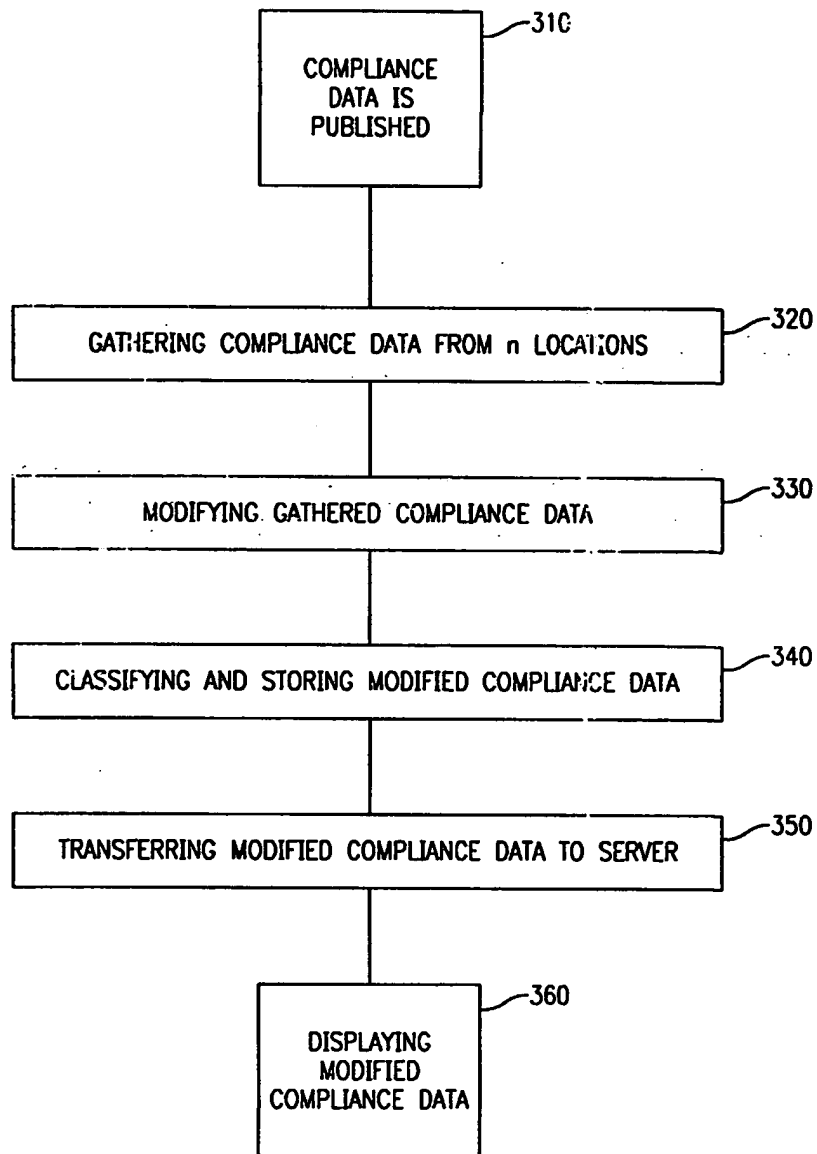 310
COMPLIANCE
DATA IS
PUBLISHED
320
GATHERING COMPLIANCE DATA FROM n LOCATIONS
330
MODIFYING GATHERED COMPLIANCE DATA
340
CLASSIFYING AND STORING MODIFIED COMPLIANCE DATA
350
TRANSFERRING MODIFIED COMPLIANCE DATA TO SERVER
360
DISPLAYING
MODIFIED
COMPLIANCE DATA